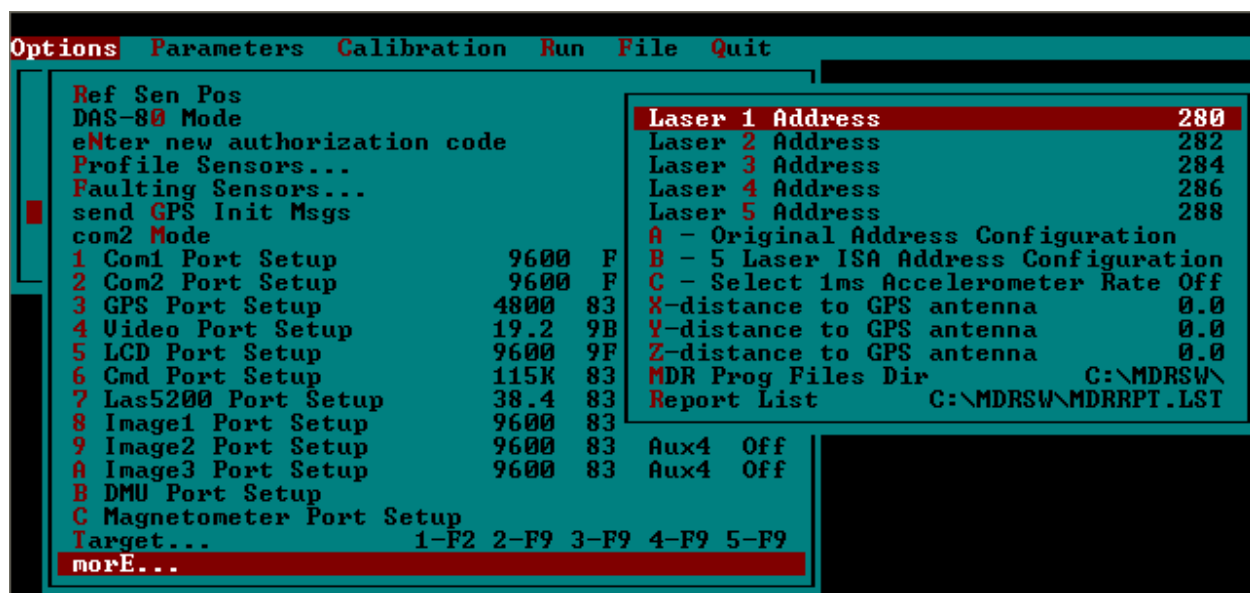 Options Parameters Calibration Run File Quit
Ref Sen Pos
DAS-80 Mode
eNter new authorization code
Profile Sensors...
Faulting Sensors...
send GPS Init Msgs
com2 Mode
1 Com1 Port Setup 9600 F
2 Com2 Port Setup 9600 F
3 GPS Port Setup 4800 83
4 Video Port Setup 19.2 9B
5 LCD Port Setup 9600 9F
6 Cmd Port Setup 115K 83
7 Las5200 Port Setup 38.4 83
8 Image1 Port Setup 9600 83
9 Image2 Port Setup 9600 83 Aux4 Off
A Image3 Port Setup 9600 83 Aux4 Off
B DMU Port Setup
C Magnetometer Port Setup
Target... 1-F2 2-F9 3-F9 4-F9 5-F9
morE...
Laser 1 Address 280
Laser 2 Address 282
Laser 3 Address 284
Laser 4 Address 286
Laser 5 Address 288
A - Original Address Configuration
B - 5 Laser ISA Address Configuration
C - Select 1ms Accelerometer Rate Off
X-distance to GPS antenna 0.0
Y-distance to GPS antenna 0.0
Z-distance to GPS antenna 0.0
MDR Prog Files Dir C:\MDRSW\
Report List C:\MDRSW\MDRRPT.LST